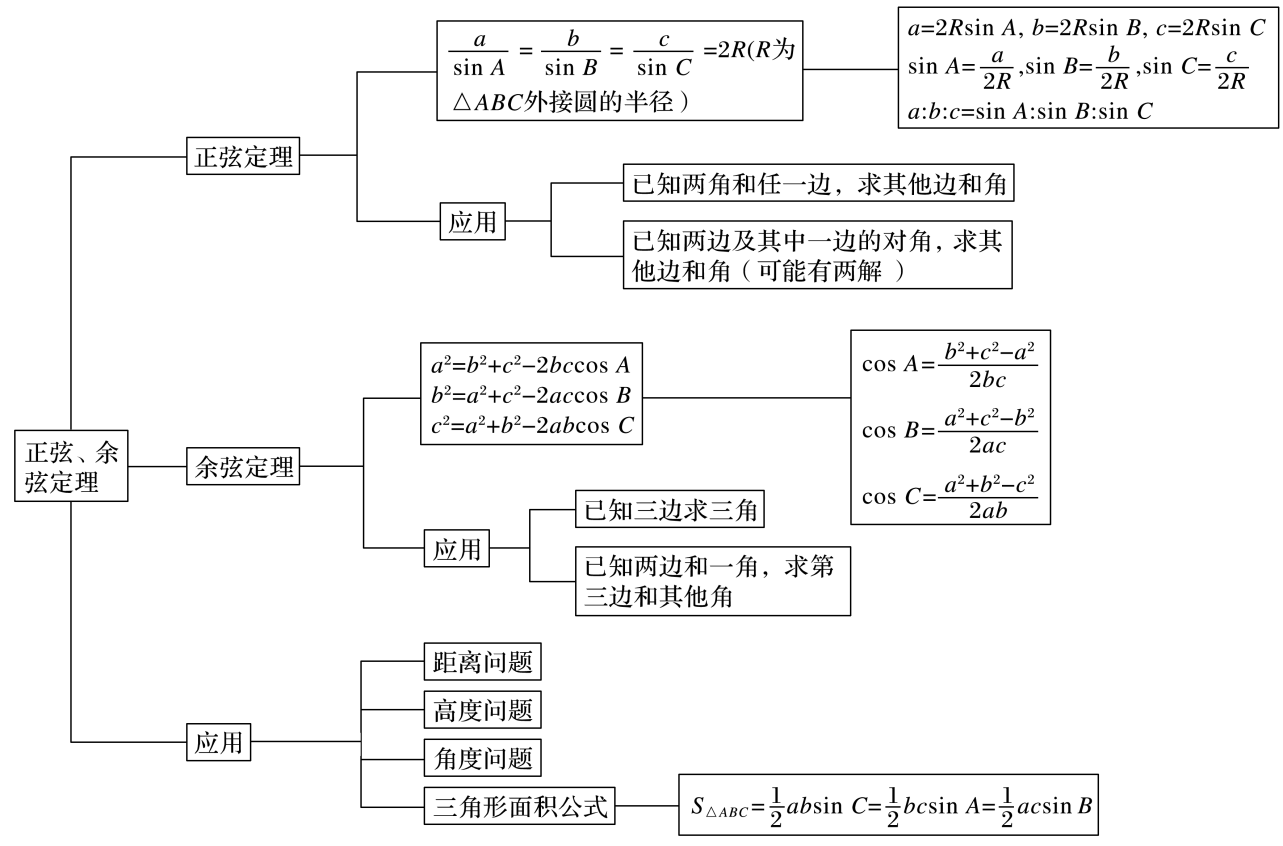 正弦、余
弦定理
正弦定理
a/sin A = b/sin B = c/sin C =2R(R为
△ABC外接圆的半径）
a=2Rsin A, b=2Rsin B, c=2Rsin C
sin A=a/2R,sin B=b/2R,sin C=c/2R
a:b:c=sin A:sin B:sin C
应用
已知两角和任一边，求其他边和角
已知两边及其中一边的对角，求其
他边和角（可能有两解 ）
余弦定理
a²=b²+c²−2bccos A
b²=a²+c²−2accos B
c²=a²+b²−2abcos C
cos A=b²+c²−a²/2bc
cos B=a²+c²−b²/2ac
cos C=a²+b²−c²/2ab
应用
已知三边求三角
已知两边和一角，求第
三边和其他角
应用
距离问题
高度问题
角度问题
三角形面积公式
S△ABC=1/2absin C=1/2bcsin A=1/2acsin B